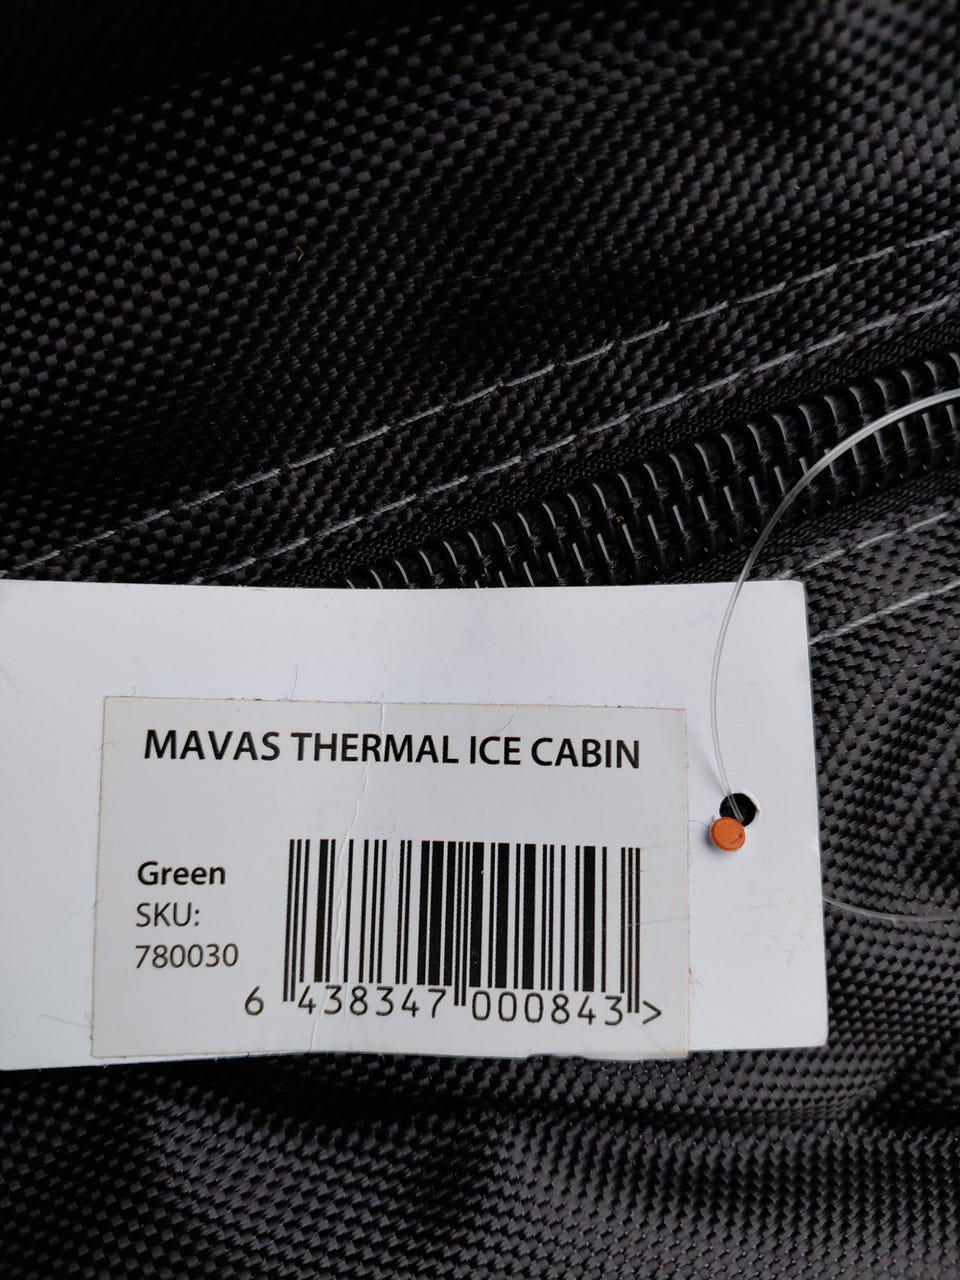 MAVAS THERMAL ICE CABIN
Green
SKU:
780030
6 438347 000843 >